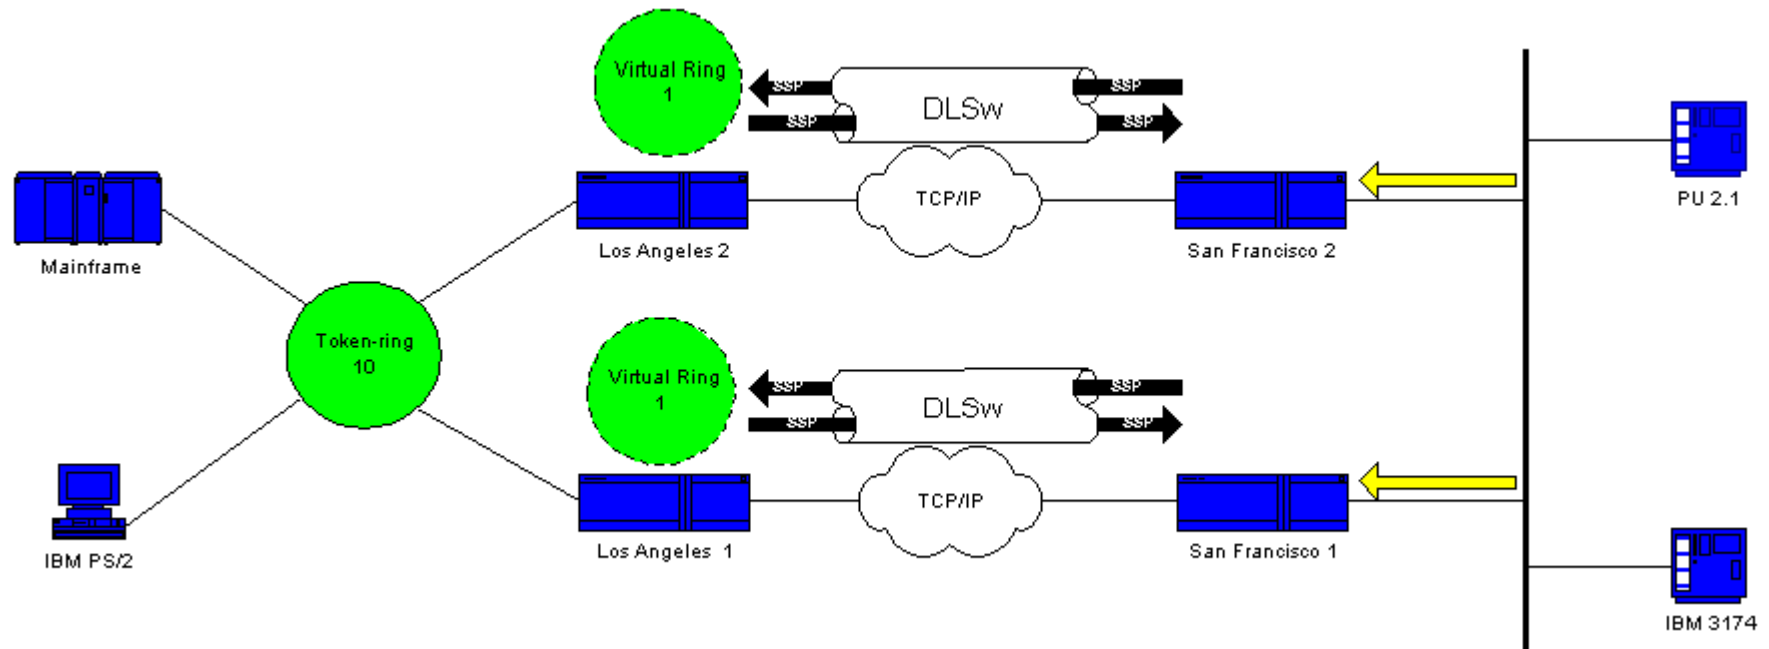 Virtual Ring
1
SSP
SSP
DLSw
SSP
SSP
TCP/IP
Mainframe
Los Angeles 2
San Francisco 2
PU 2.1
Token-ring
10
Virtual Ring
1
SSP
SSP
DLSw
SSP
SSP
TCP/IP
IBM PS/2
Los Angeles 1
San Francisco 1
IBM 3174